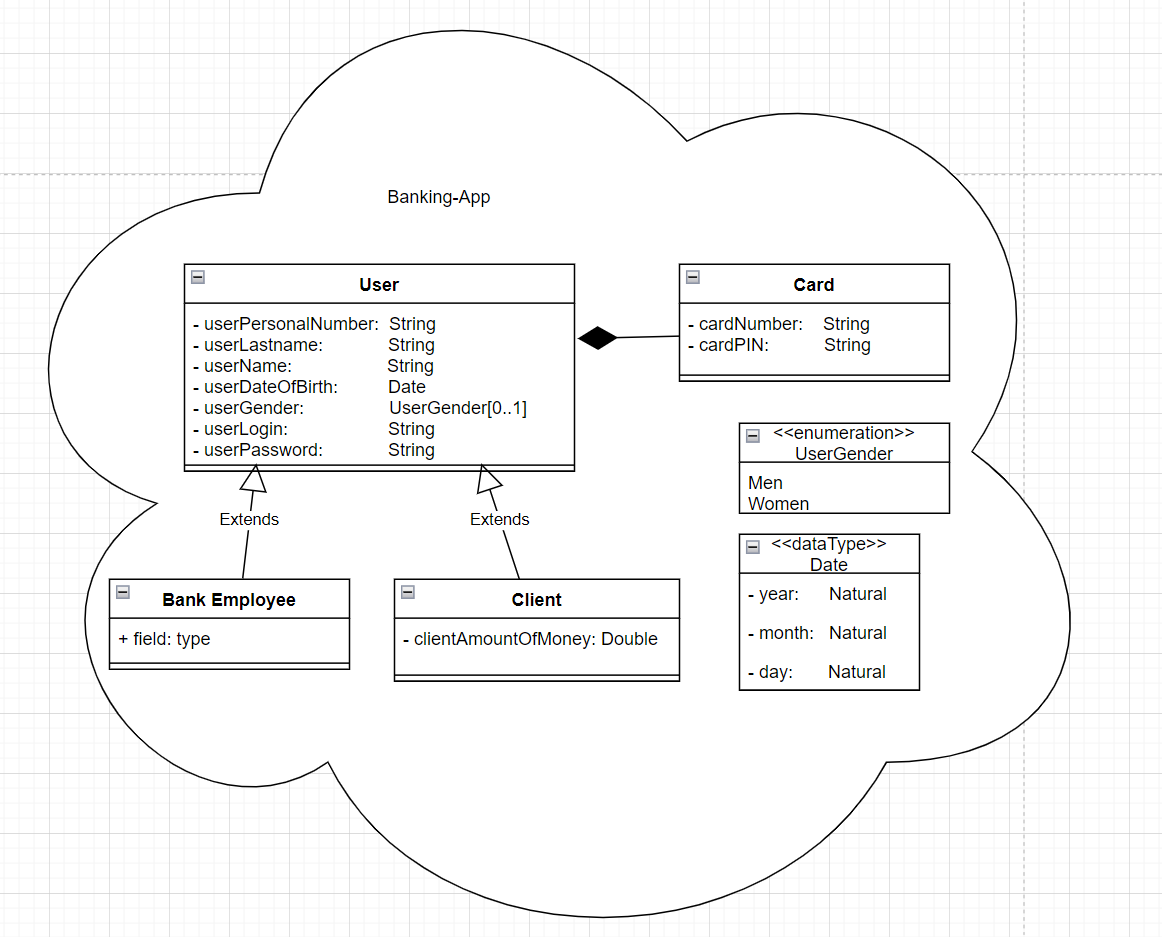 Banking-App
User
- userPersonalNumber: String
- userLastname: String
- userName: String
- userDateOfBirth: Date
- userGender: UserGender[0..1]
- userLogin: String
- userPassword: String
Card
- cardNumber: String
- cardPIN: String
<<enumeration>>
UserGender
Men
Women
<<dataType>>
Date
- year: Natural
- month: Natural
- day: Natural
Extends
Extends
Bank Employee
+ field: type
Client
- clientAmountOfMoney: Double